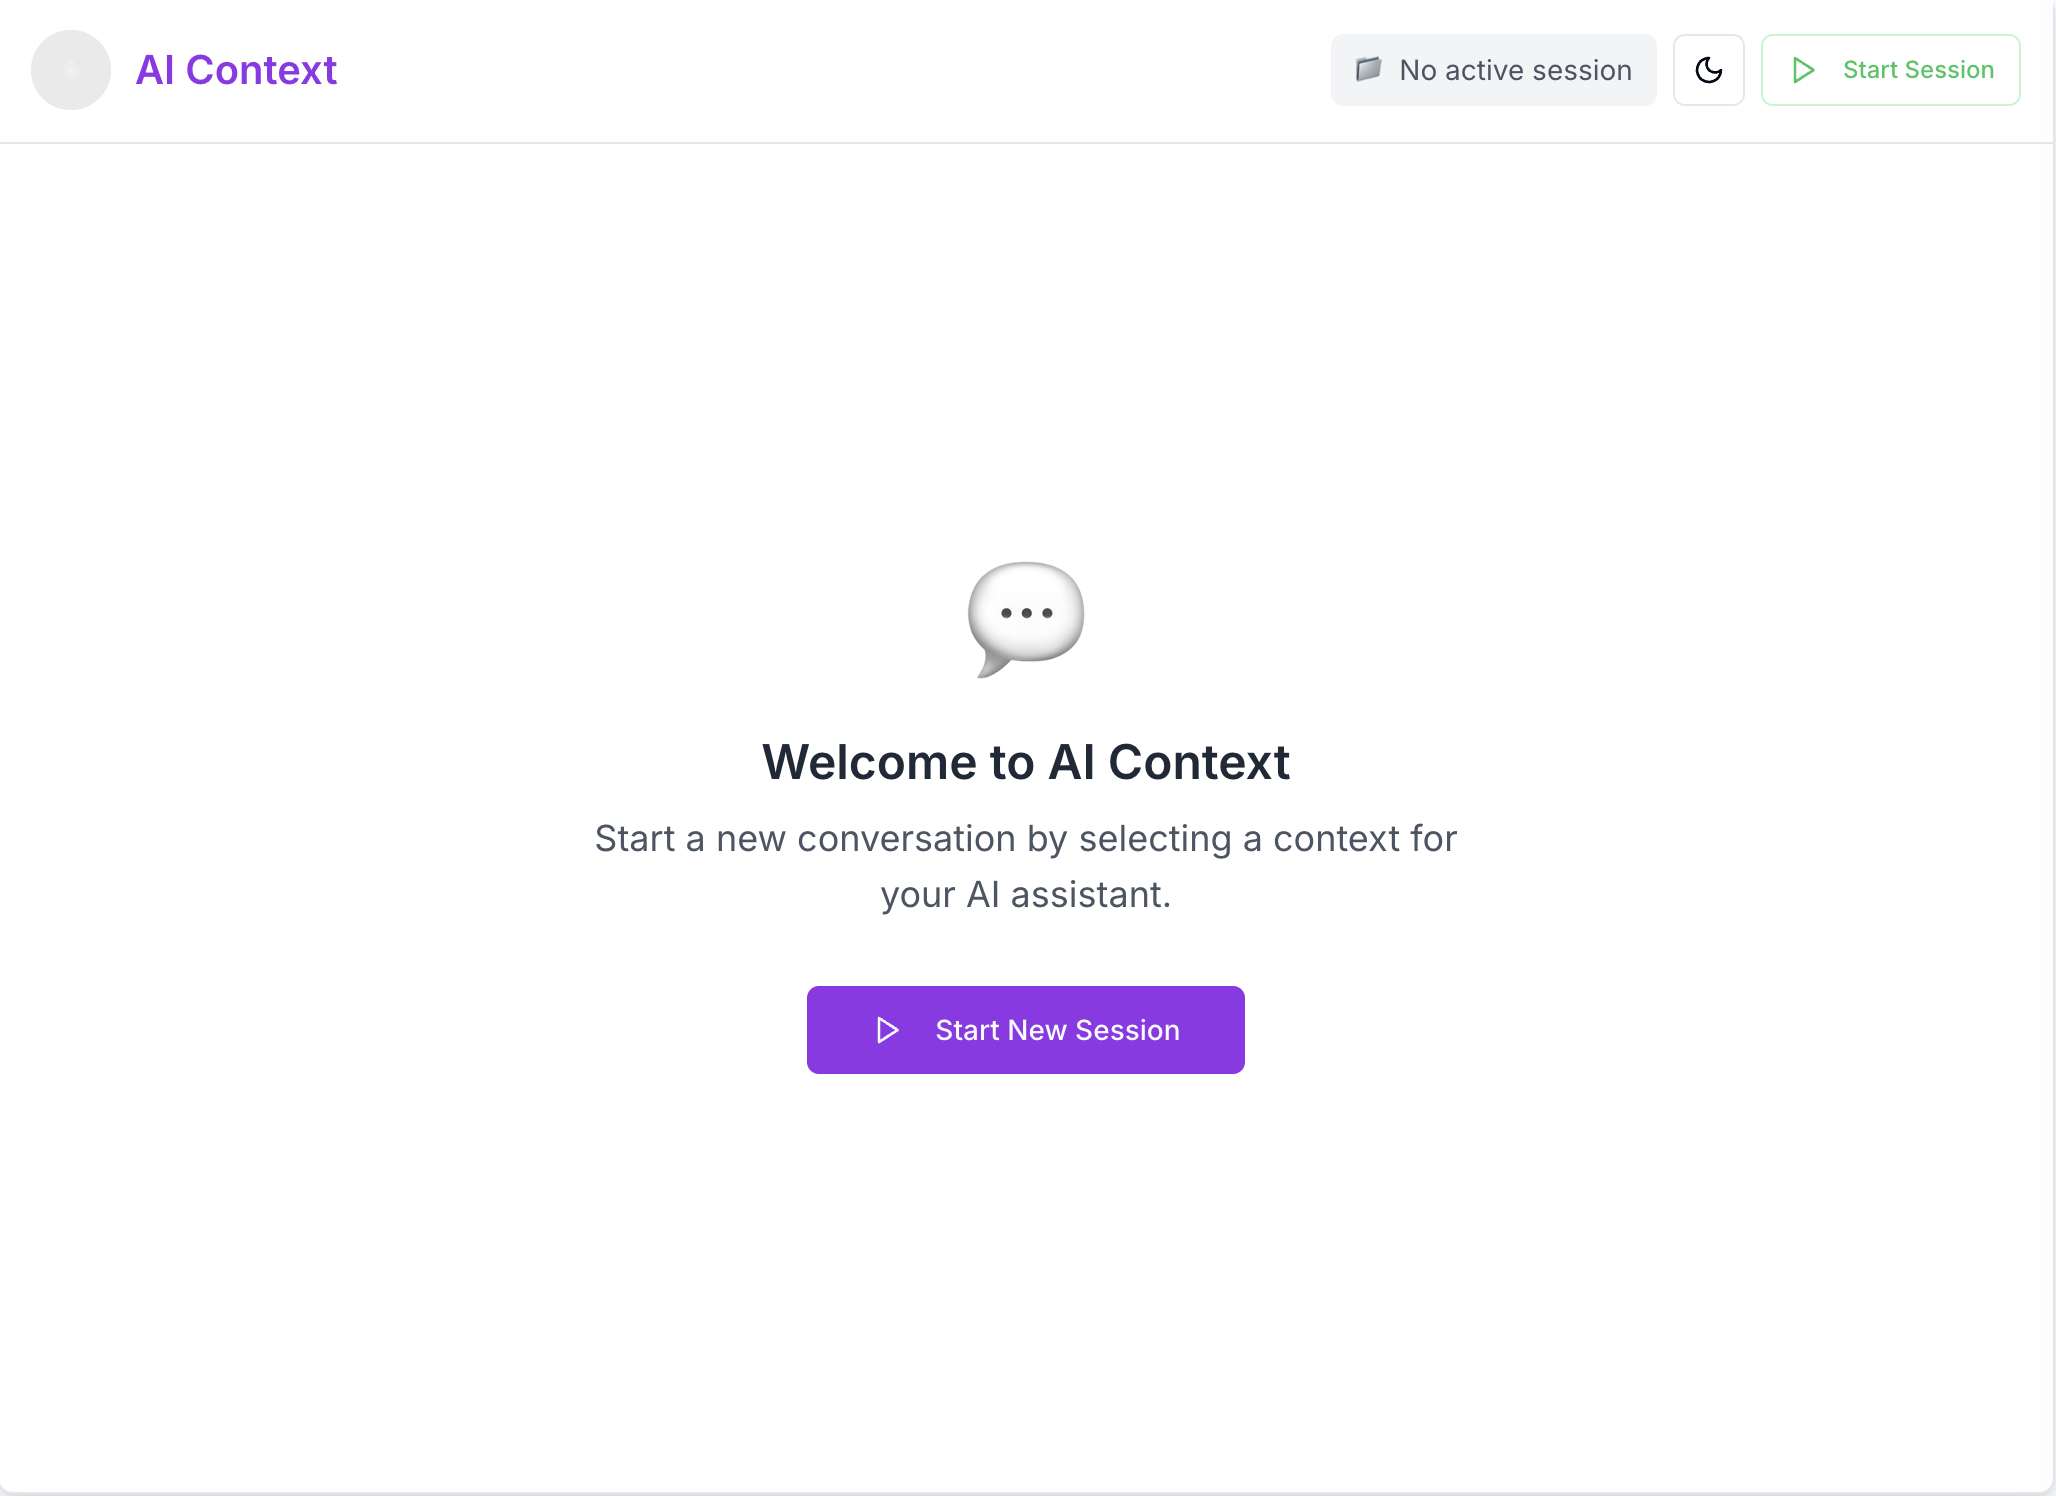 AI Context
No active session
Start Session
Welcome to AI Context
Start a new conversation by selecting a context for
your AI assistant.
Start New Session